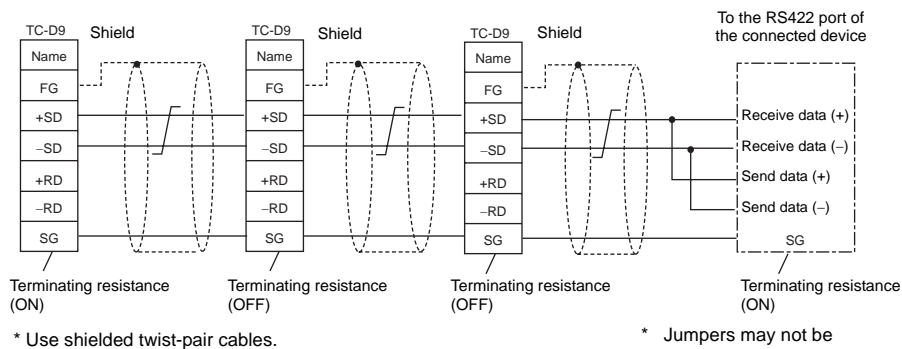 To the RS422 port of
the connected device
TC-D9 Shield TC-D9 Shield TC-D9 Shield
Name Name Name
FG FG FG
+SD +SD +SD Receive data (+)
–SD –SD –SD Receive data (–)
+RD +RD +RD Send data (+)
–RD –RD –RD Send data (–)
SG SG SG SG
Terminating resistance Terminating resistance Terminating resistance Terminating resistance
(ON) (OFF) (OFF) (ON)
* Use shielded twist-pair cables. * Jumpers may not be